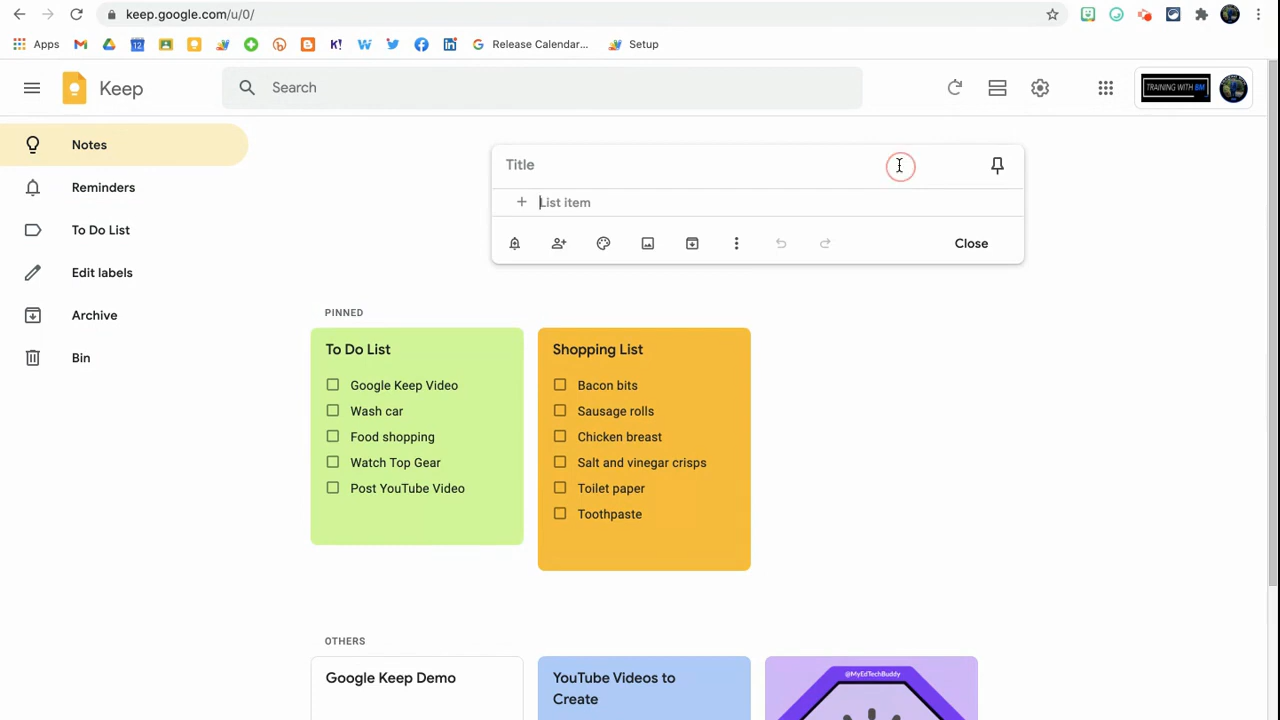 keep.google.com/u/0/
Apps
Release Calendar...
Setup
Keep
Search
TRAINING WITH BM
Notes
Reminders
To Do List
Edit labels
Archive
Bin
Title
List item
Close
PINNED
To Do List
Google Keep Video
Wash car
Food shopping
Watch Top Gear
Post YouTube Video
Shopping List
Bacon bits
Sausage rolls
Chicken breast
Salt and vinegar crisps
Toilet paper
Toothpaste
OTHERS
Google Keep Demo
YouTube Videos to
Create
@MyEdTechBuddy